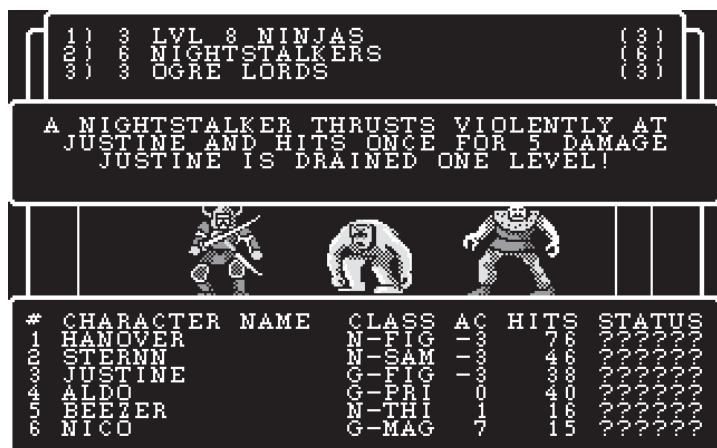 1) 3 LVL 8 NINJAS (3)
2) 6 NIGHTSTALKERS (6)
3) 3 OGRE LORDS (3)
A NIGHTSTALKER THRUSTS VIOLENTLY AT
JUSTINE AND HITS ONCE FOR 5 DAMAGE
JUSTINE IS DRAINED ONE LEVEL!
# CHARACTER NAME CLASS AC HITS STATUS
1 HANOVER N-FIG -3 76 ??????
2 STERNN N-SAM -3 46 ??????
3 JUSTINE G-FIG -3 38 ??????
4 ALDO G-PRI 0 40 ??????
5 BEEZER N-THI 1 16 ??????
6 NICO G-MAG 7 15 ??????